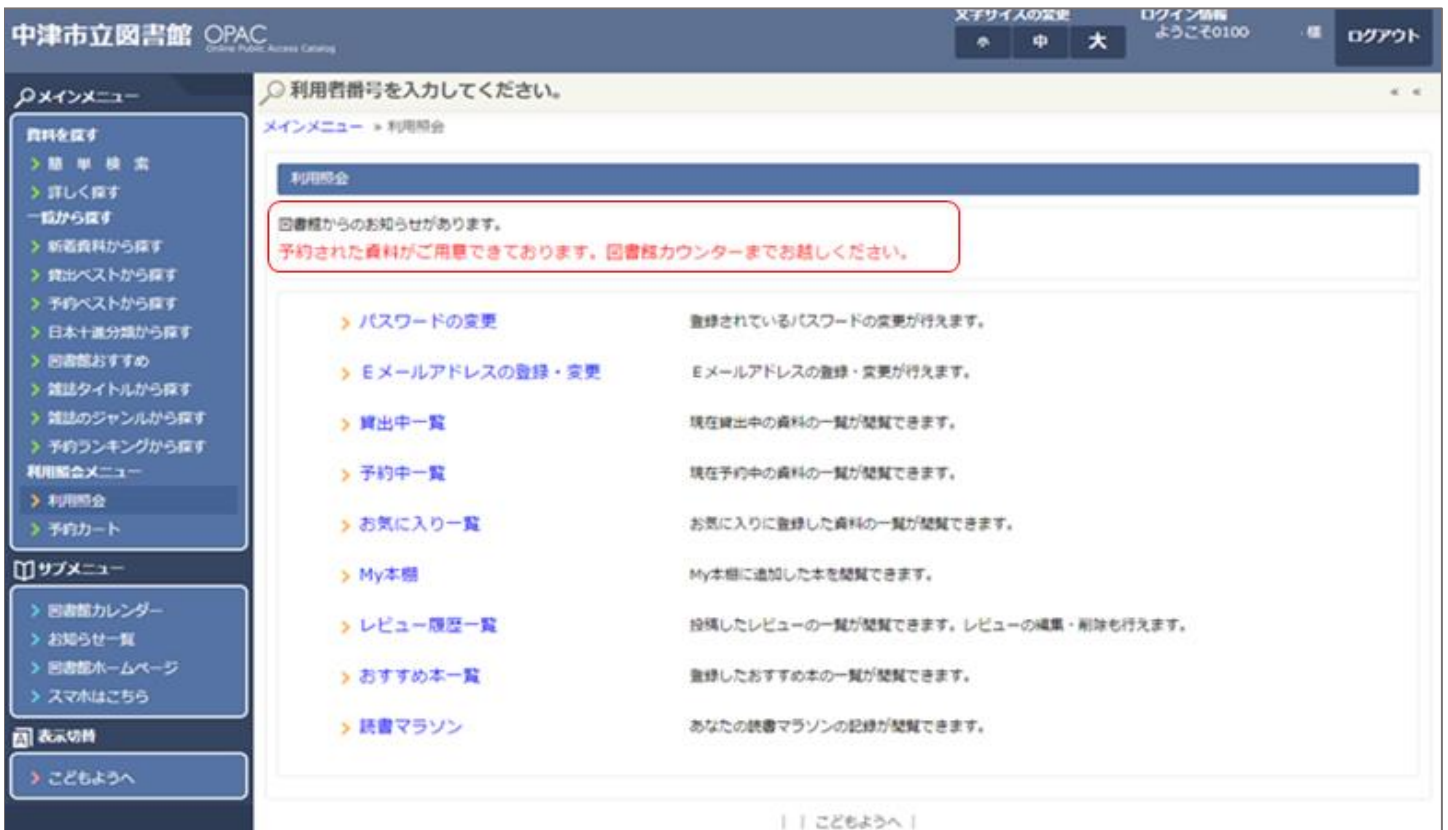 中津市立図書館 OPAC
Online Public Access Catalog
文字サイズの変更
小 中 大
ログイン情報
ようこそ0100 様
ログアウト
メインメニュー
資料を探す
簡 単 検 索
詳しく探す
一覧から探す
新着資料から探す
貸出ベストから探す
予約ベストから探す
日本十進分類から探す
図書館おすすめ
雑誌タイトルから探す
雑誌のジャンルから探す
予約ランキングから探す
利用照会メニュー
利用照会
予約カート
サブメニュー
図書館カレンダー
お知らせ一覧
図書館ホームページ
スマホはこちら
表示切替
こどもようへ
利用者番号を入力してください。
メインメニュー » 利用照会
利用照会
図書館からのお知らせがあります。
予約された資料がご用意できております。図書館カウンターまでお越しください。
パスワードの変更 登録されているパスワードの変更が行えます。
Eメールアドレスの登録・変更 Eメールアドレスの登録・変更が行えます。
貸出中一覧 現在貸出中の資料の一覧が閲覧できます。
予約中一覧 現在予約中の資料の一覧が閲覧できます。
お気に入り一覧 お気に入りに登録した資料の一覧が閲覧できます。
My本棚 My本棚に追加した本を閲覧できます。
レビュー履歴一覧 投稿したレビューの一覧が閲覧できます。レビューの編集・削除も行えます。
おすすめ本一覧 登録したおすすめ本の一覧が閲覧できます。
読書マラソン あなたの読書マラソンの記録が閲覧できます。
| | こどもようへ |